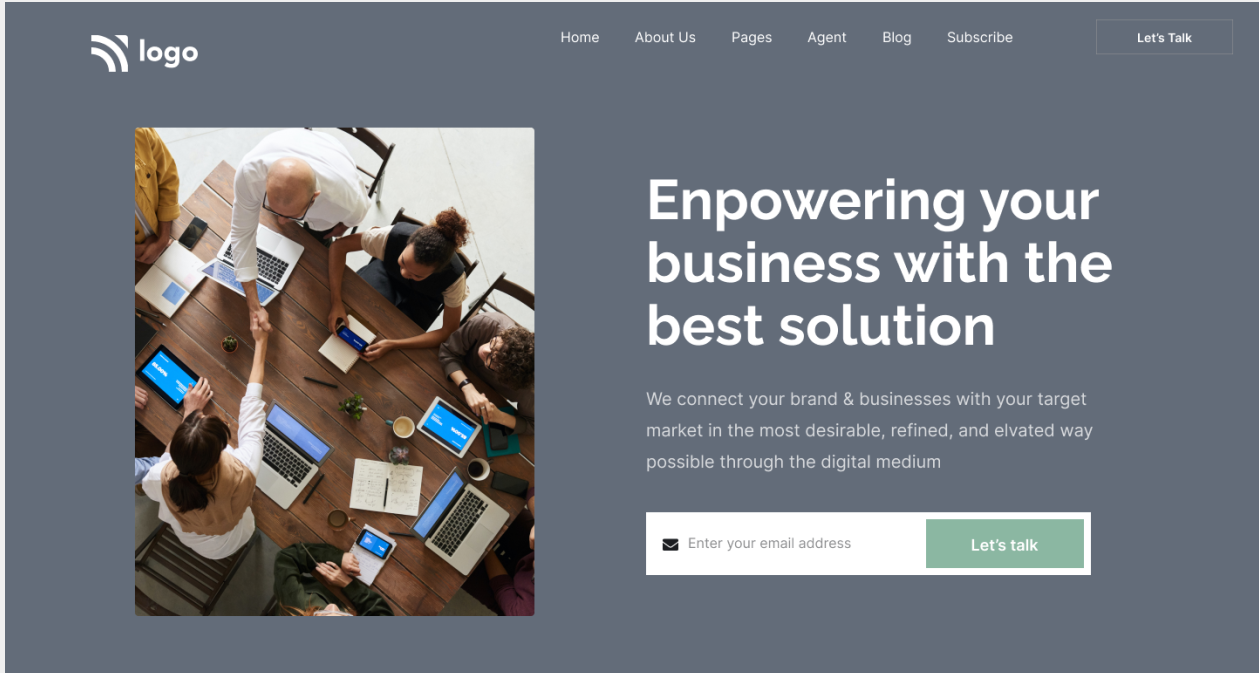 logo
Home About Us Pages Agent Blog Subscribe Let's Talk
Enpowering your
business with the
best solution
We connect your brand & businesses with your target
market in the most desirable, refined, and elvated way
possible through the digital medium
Enter your email address Let's talk